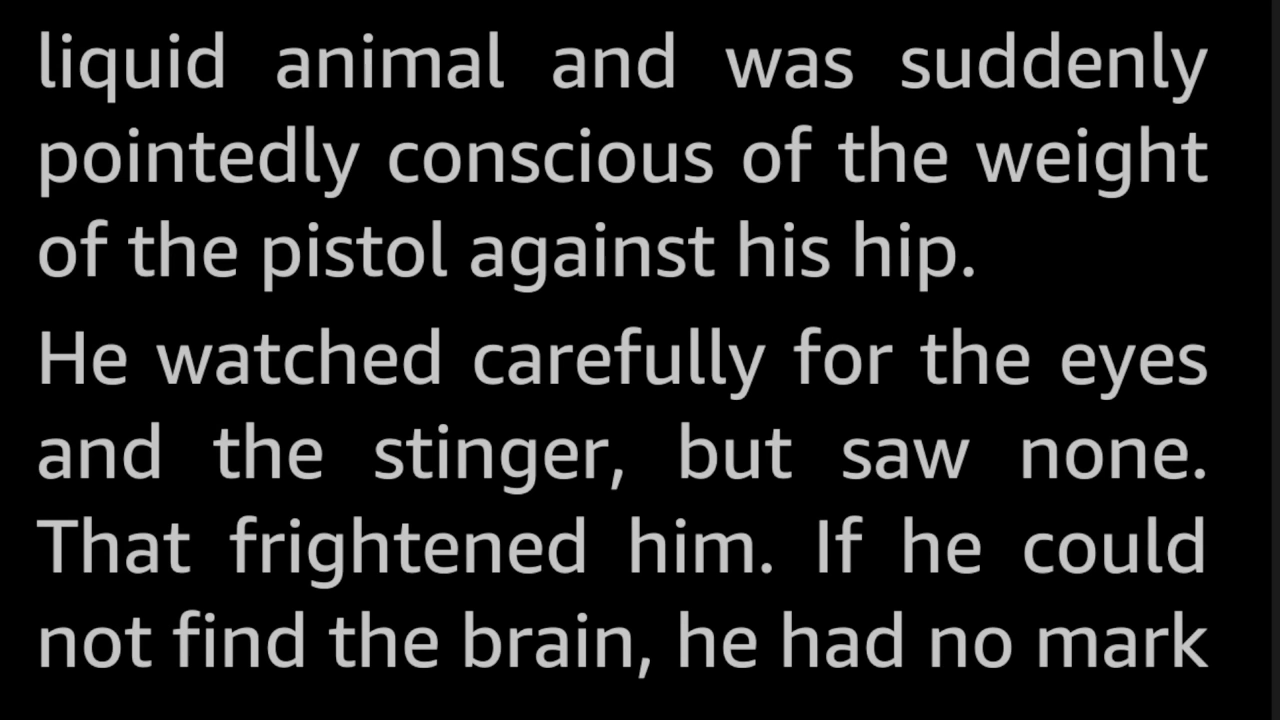 liquid animal and was suddenly
pointedly conscious of the weight
of the pistol against his hip.
He watched carefully for the eyes
and the stinger, but saw none.
That frightened him. If he could
not find the brain, he had no mark